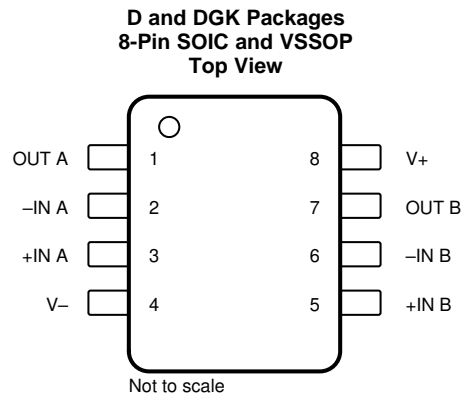 D and DGK Packages
8-Pin SOIC and VSSOP
Top View
OUT A 1 8 V+
–IN A 2 7 OUT B
+IN A 3 6 –IN B
V– 4 5 +IN B
Not to scale